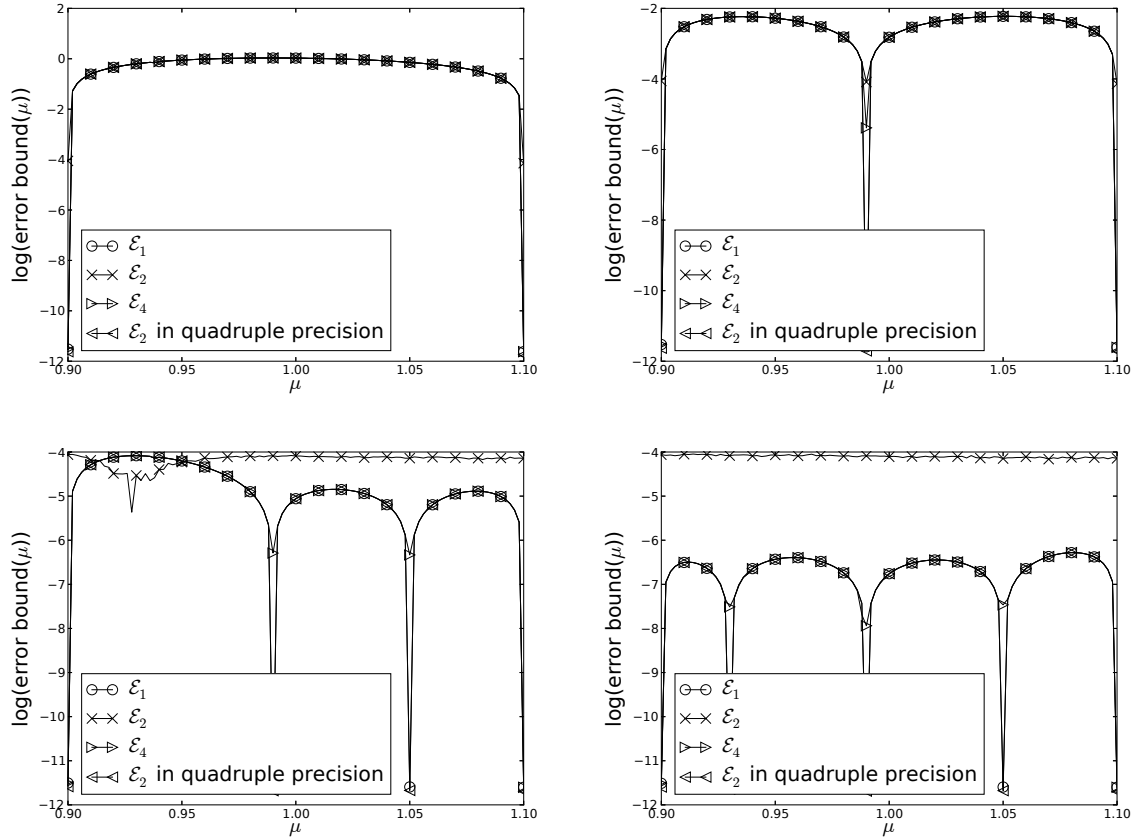 2
0
−2
−4
−6
−8
−10
−12
0.90
0.95
1.00
1.05
1.10
μ
log(error bound(μ))
ℰ1
ℰ2
ℰ4
ℰ2 in quadruple precision
−2
−4
−6
−8
−10
−12
0.90
0.95
1.00
1.05
1.10
μ
log(error bound(μ))
ℰ1
ℰ2
ℰ4
ℰ2 in quadruple precision
−4
−5
−6
−7
−8
−9
−10
−11
−12
0.90
0.95
1.00
1.05
1.10
μ
log(error bound(μ))
ℰ1
ℰ2
ℰ4
ℰ2 in quadruple precision
−4
−5
−6
−7
−8
−9
−10
−11
−12
0.90
0.95
1.00
1.05
1.10
μ
log(error bound(μ))
ℰ1
ℰ2
ℰ4
ℰ2 in quadruple precision